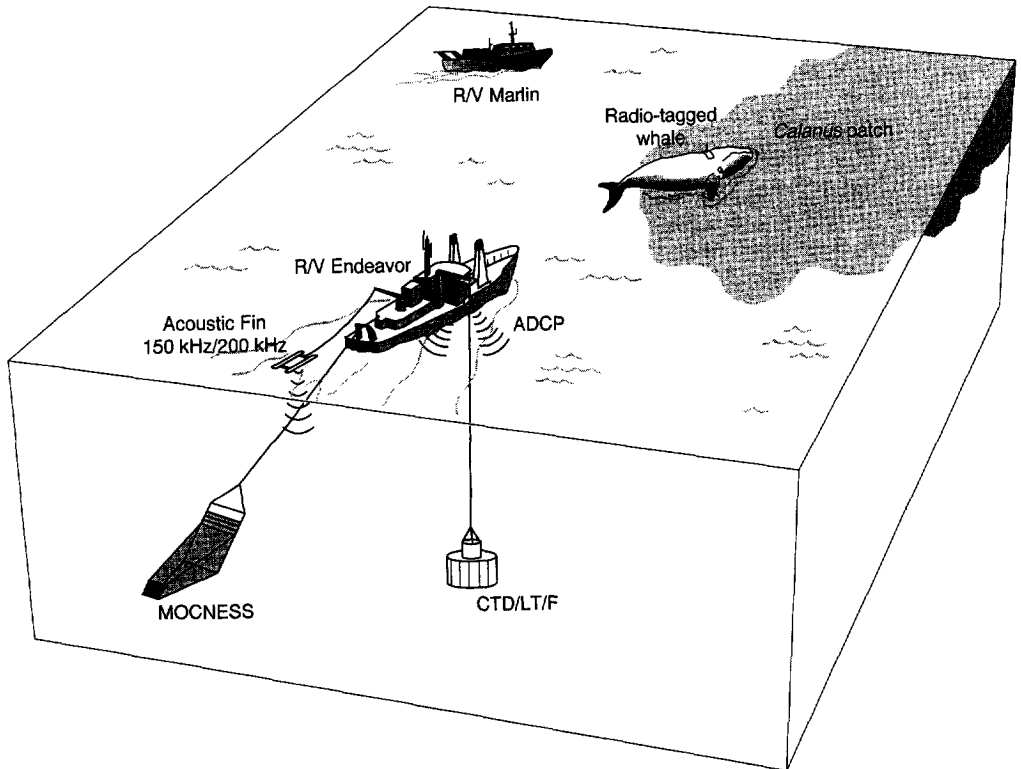 R/V Marlin
Radio-tagged
whale
Calanus patch
R/V Endeavor
Acoustic Fin
150 kHz/200 kHz
ADCP
MOCNESS
CTD/LT/F